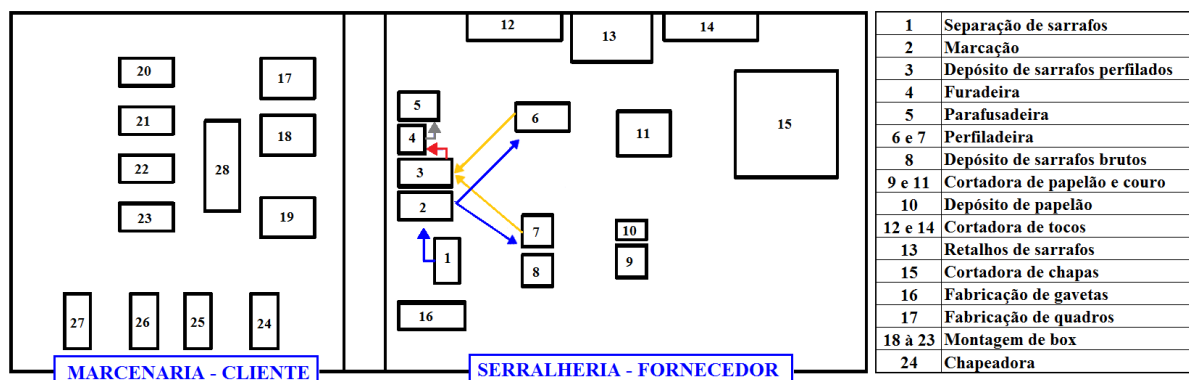 12
13
14
20
17
5
6
21
18
4
11
15
22
28
3
23
19
2
7
10
1
8
9
27
26
25
24
16
MARCENARIA - CLIENTE
SERRALHERIA - FORNECEDOR
1 Separação de sarrafos
2 Marcação
3 Depósito de sarrafos perfilados
4 Furadeira
5 Parafusadeira
6 e 7 Perfiladeira
8 Depósito de sarrafos brutos
9 e 11 Cortadora de papelão e couro
10 Depósito de papelão
12 e 14 Cortadora de tocos
13 Retalhos de sarrafos
15 Cortadora de chapas
16 Fabricação de gavetas
17 Fabricação de quadros
18 à 23 Montagem de box
24 Chapeadora